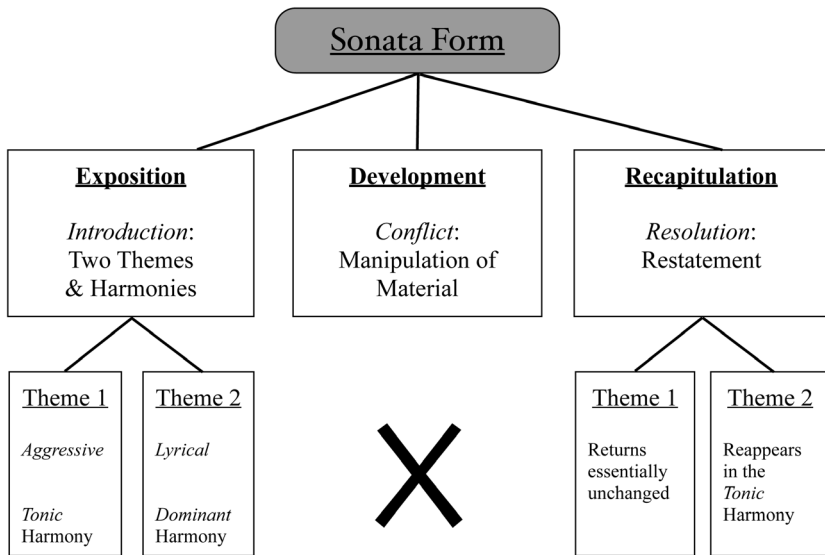 Sonata Form
Exposition
Introduction:
Two Themes
& Harmonies
Development
Conflict:
Manipulation of
Material
Recapitulation
Resolution:
Restatement
Theme 1
Aggressive
Tonic
Harmony
Theme 2
Lyrical
Dominant
Harmony
Theme 1
Returns
essentially
unchanged
Theme 2
Reappears
in the
Tonic
Harmony